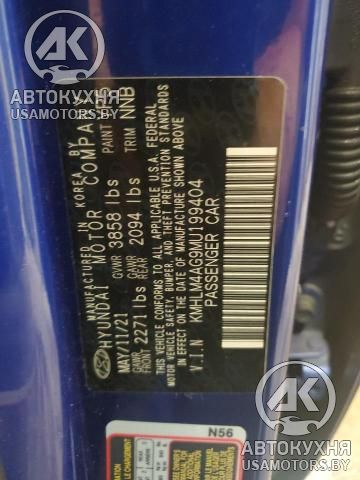 MANUFACTURED IN KOREA BY
HYUNDAI MOTOR COMPANY
MAY/11/21 GVWR 3858 lbs PAINT
GAWR FRONT 2271 lbs GAWR REAR 2094 lbs TRIM NNB
THIS VEHICLE CONFORMS TO ALL APPLICABLE U.S.A. FEDERAL
MOTOR VEHICLE SAFETY, BUMPER, AND THEFT PREVENTION
STANDARDS IN EFFECT ON THE DATE OF MANUFACTURE SHOWN ABOVE.
V.I.N KMHLM4AG9MU199404
PASSENGER CAR
N56
АВТОКУХНЯ
USAMOTORS.BY
АВТОКУХНЯ
USAMOTORS.BY